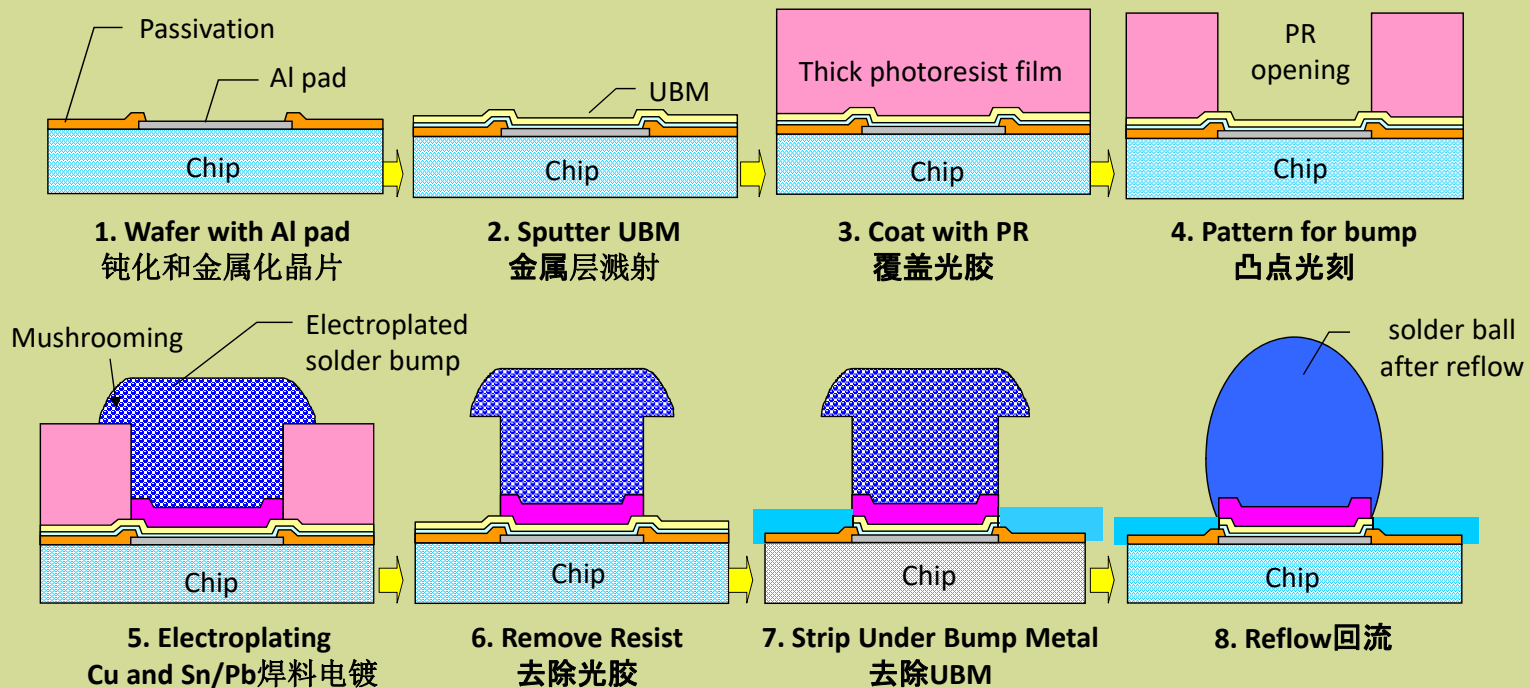 Passivation
Al pad
Chip
1. Wafer with Al pad
钝化和金属化晶片
UBM
Chip
2. Sputter UBM
金属层溅射
Thick photoresist film
Chip
3. Coat with PR
覆盖光胶
PR
opening
Chip
4. Pattern for bump
凸点光刻
Mushrooming
Electroplated
solder bump
Chip
5. Electroplating
Cu and Sn/Pb焊料电镀
Chip
6. Remove Resist
去除光胶
Chip
7. Strip Under Bump Metal
去除UBM
solder ball
after reflow
Chip
8. Reflow回流